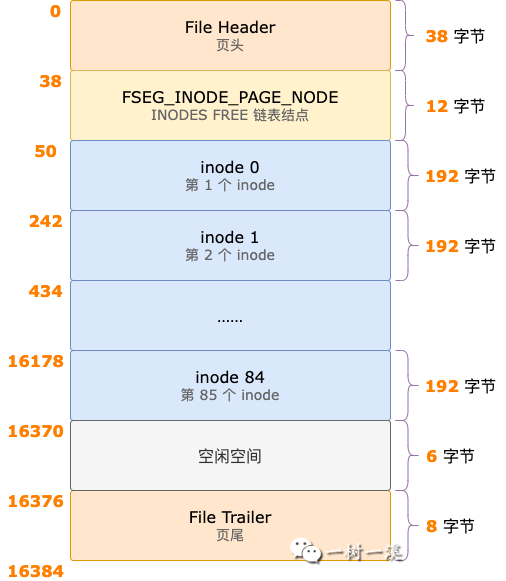 0
File Header
页头
38 字节
38
FSEG_INODE_PAGE_NODE
INODES FREE 链表结点
12 字节
50
inode 0
第 1 个 inode
192 字节
242
inode 1
第 2 个 inode
192 字节
434
......
16178
inode 84
第 85 个 inode
192 字节
16370
空闲空间
6 字节
16376
File Trailer
页尾
8 字节
一树一溪
16384